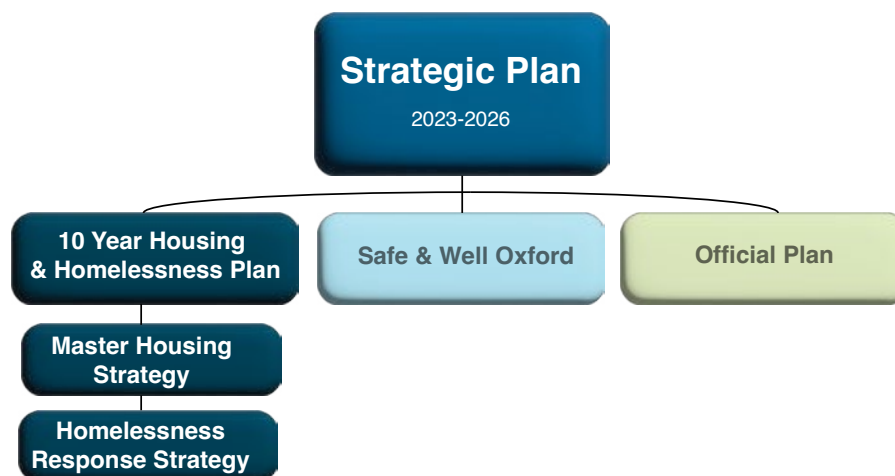 Strategic Plan
2023-2026
10 Year Housing
& Homelessness Plan
Safe & Well Oxford
Official Plan
Master Housing
Strategy
Homelessness
Response Strategy